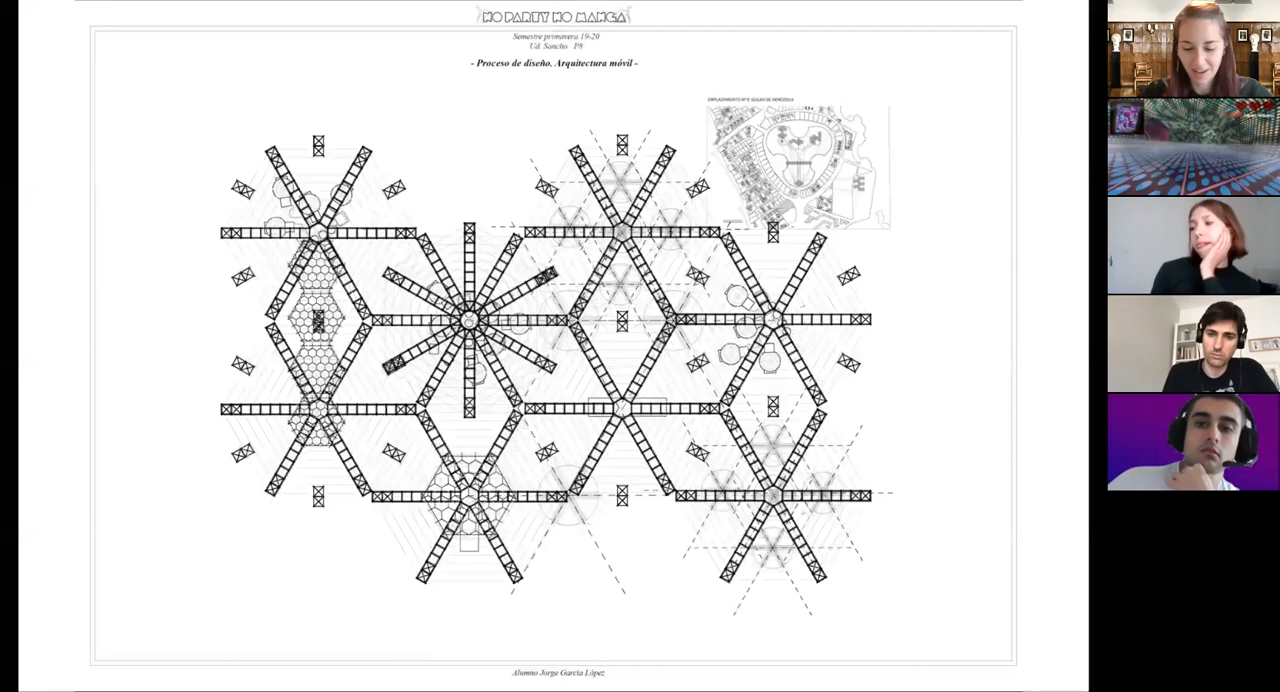 NO PARTY NO MANGA
Semestre primavera 19-20
Ud. Sancho P8
- Proceso de diseño. Arquitectura móvil -
Alumno Jorge García López